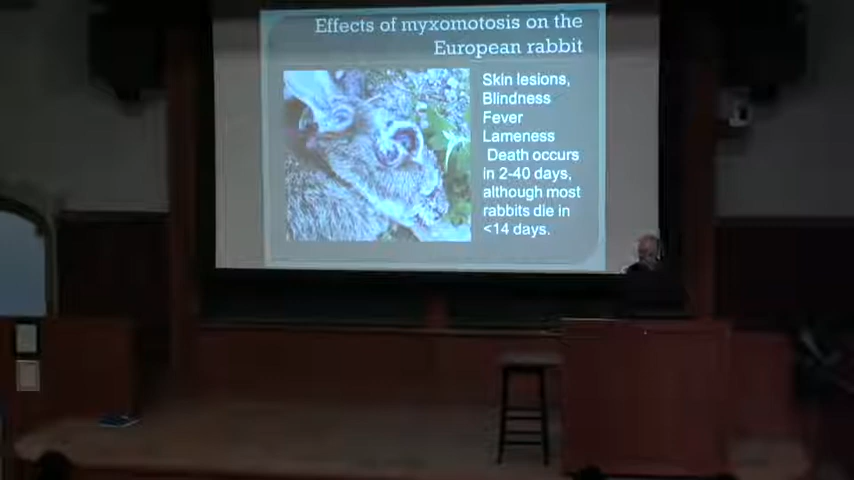 Effects of myxomotosis on the
European rabbit
Skin lesions,
Blindness
Fever
Lameness
Death occurs
in 2-40 days,
although most
rabbits die in
<14 days.